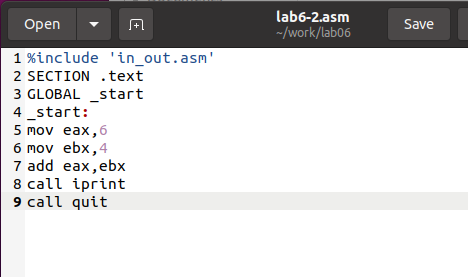 Open
lab6-2.asm
~/work/lab06
Save
1 %include 'in_out.asm'
2 SECTION .text
3 GLOBAL _start
4 _start:
5 mov eax,6
6 mov ebx,4
7 add eax,ebx
8 call iprint
9 call quit